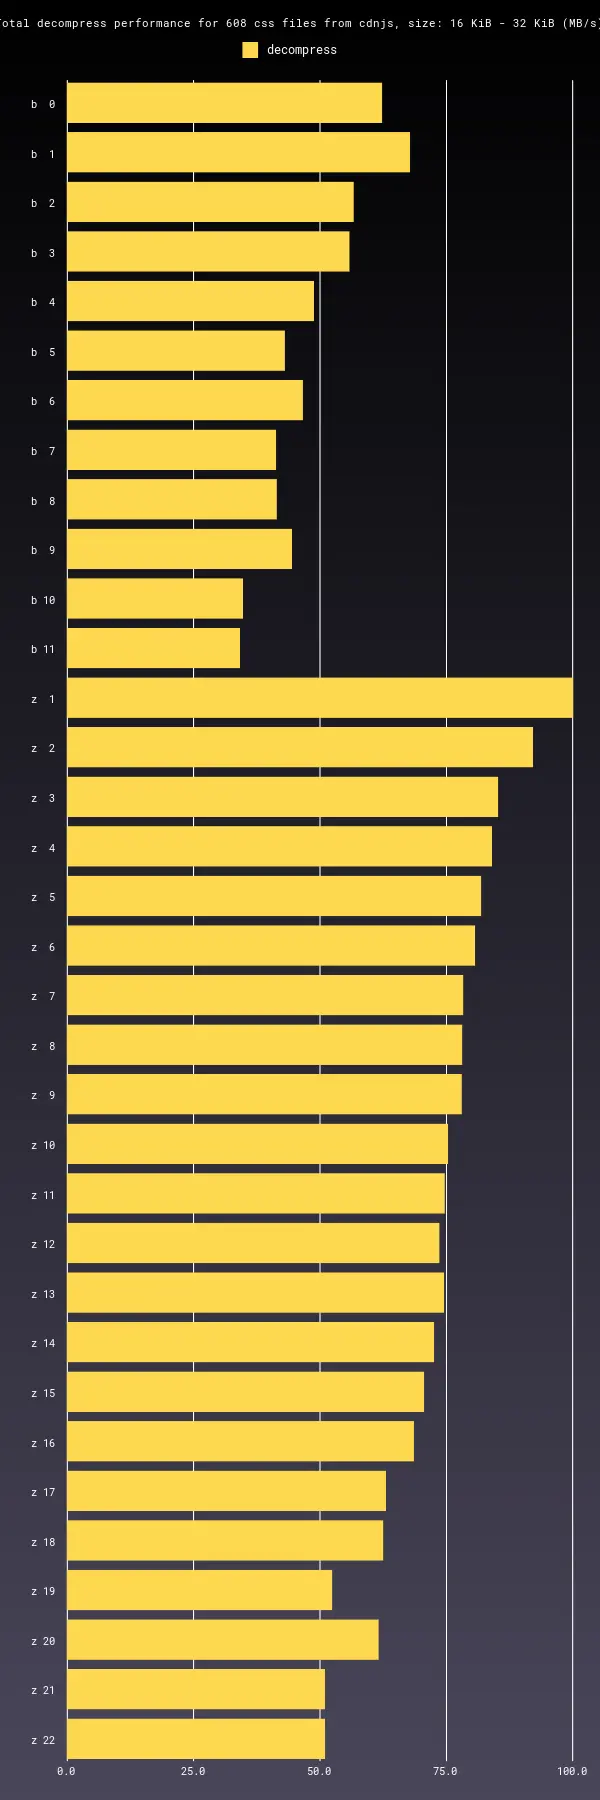 otal decompress performance for 608 css files from cdnjs, size: 16 KiB - 32 KiB (MB/s)
decompress
b 0
b 1
b 2
b 3
b 4
b 5
b 6
b 7
b 8
b 9
b 10
b 11
z 1
z 2
z 3
z 4
z 5
z 6
z 7
z 8
z 9
z 10
z 11
z 12
z 13
z 14
z 15
z 16
z 17
z 18
z 19
z 20
z 21
z 22
0.0 25.0 50.0 75.0 100.0